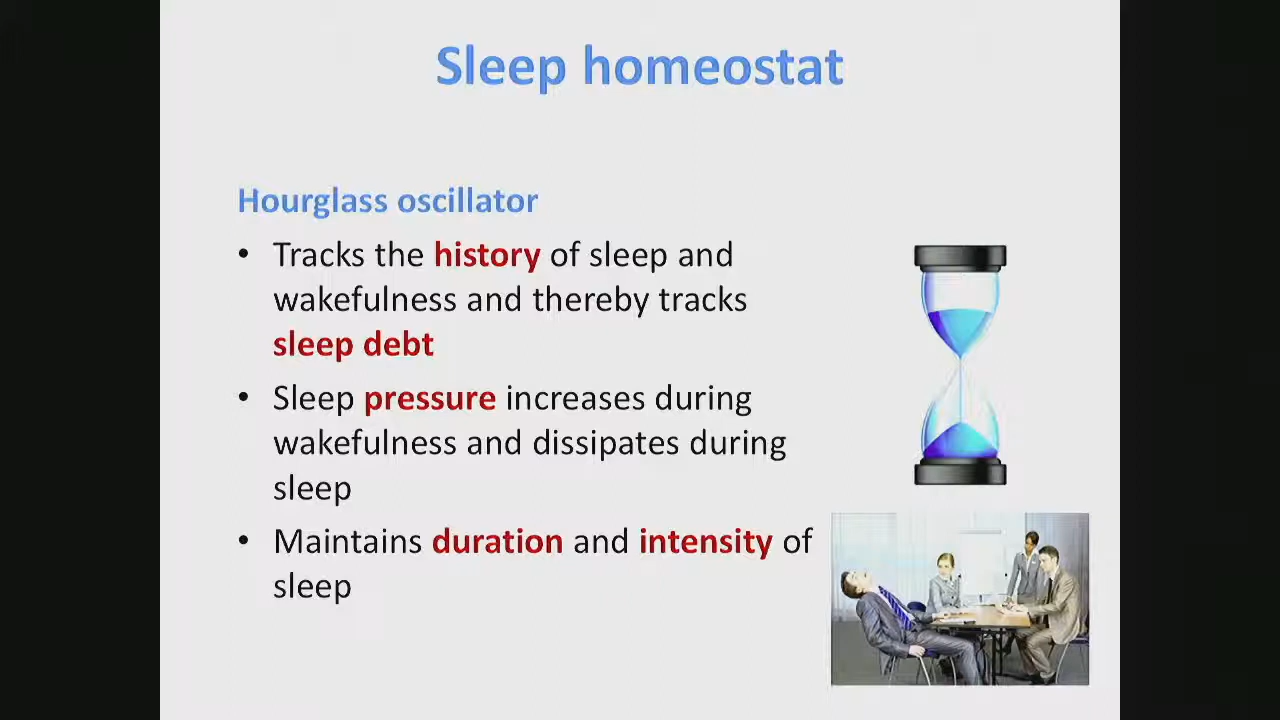 Sleep homeostat
Hourglass oscillator
• Tracks the history of sleep and
wakefulness and thereby tracks
sleep debt
• Sleep pressure increases during
wakefulness and dissipates during
sleep
• Maintains duration and intensity of
sleep